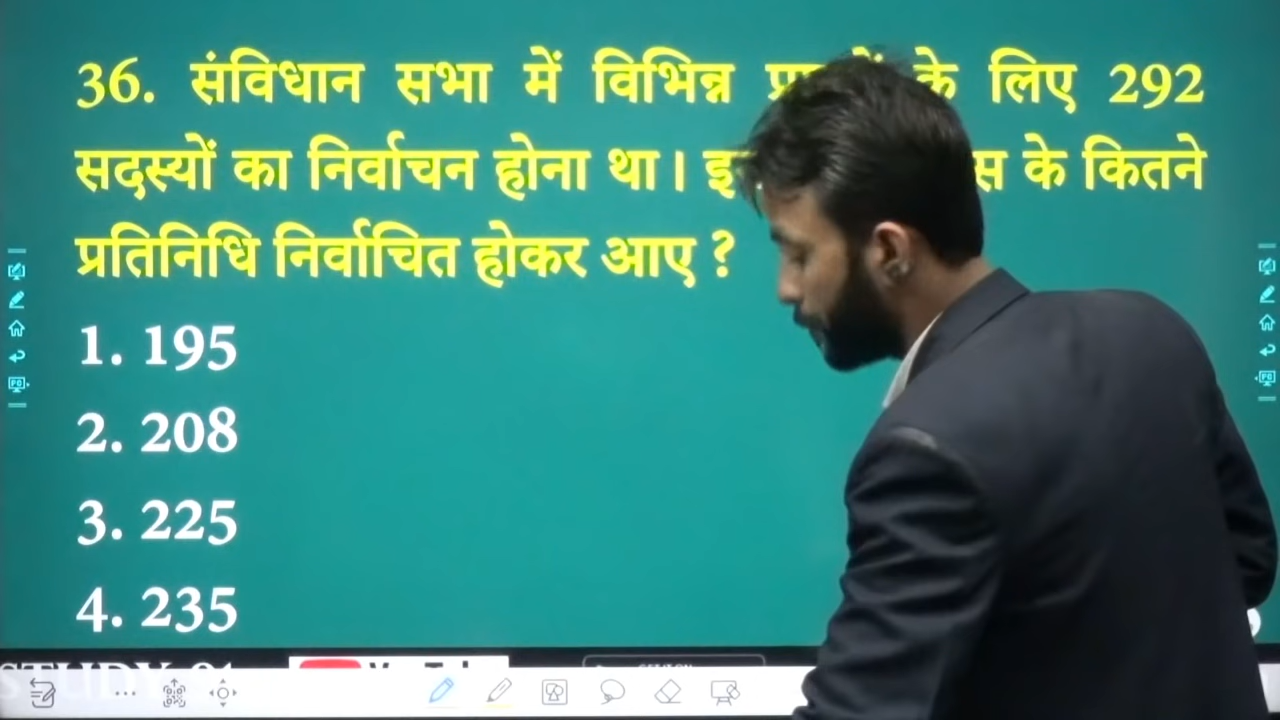 36. संविधान सभा में विभिन्न के लिए 292
सदस्यों का निर्वाचन होना था। के कितने
प्रतिनिधि निर्वाचित होकर आए ?
1. 195
2. 208
3. 225
4. 235